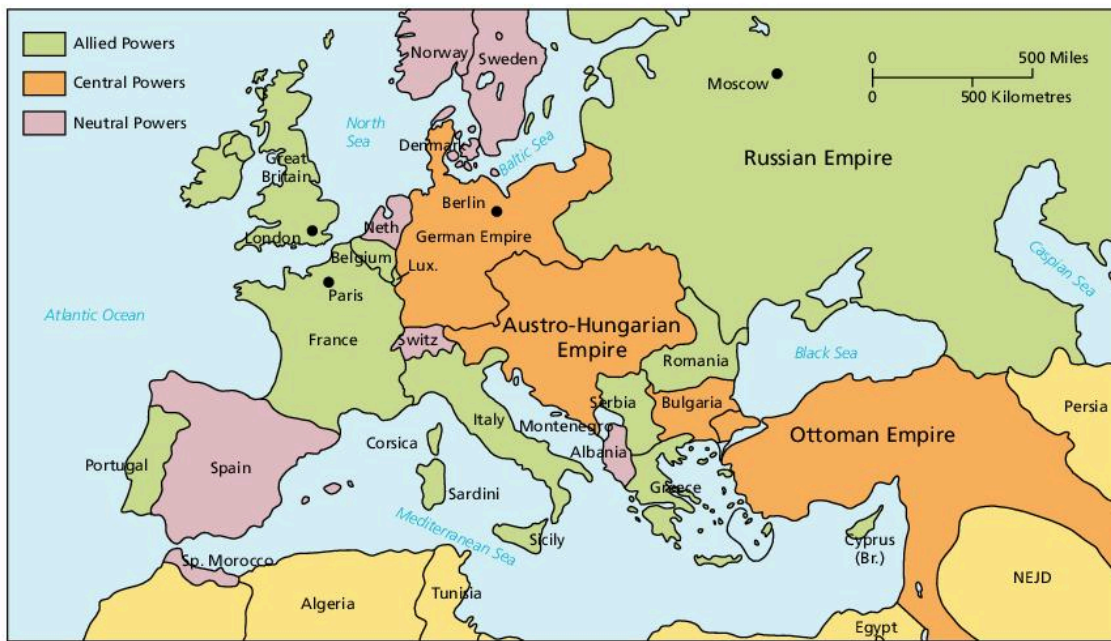 Allied Powers
Central Powers
Neutral Powers
Norway
Sweden
Moscow
0 500 Miles
0 500 Kilometres
North
Sea
Denmark
Baltic Sea
Russian Empire
Great
Britain
Berlin
London
Neth
German Empire
Belgium
Lux.
Paris
Caspian Sea
Atlantic Ocean
France
Switz
Austro-Hungarian
Empire
Romania
Black Sea
Serbia
Bulgaria
Persia
Italy
Montenegro
Corsica
Albania
Ottoman Empire
Portugal
Spain
Sardini
Greece
Mediterranean Sea
Sicily
Cyprus
(Br.)
Sp. Morocco
NEJD
Algeria
Tunisia
Egypt